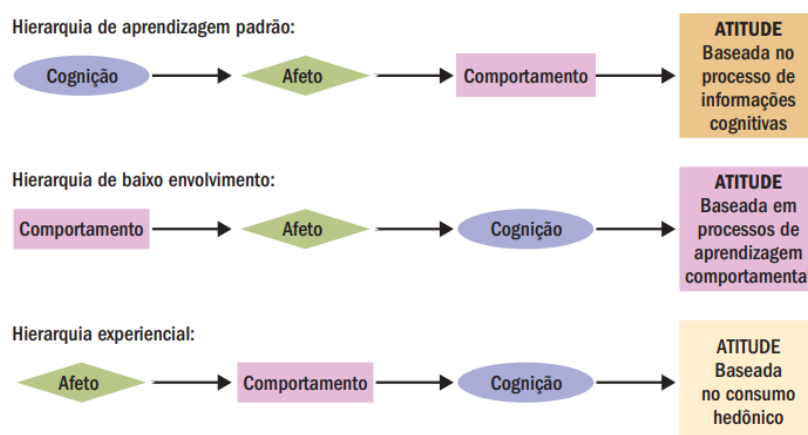 Hierarquia de aprendizagem padrão:
Cognição
Afeto
Comportamento
ATITUDE
Baseada no
processo de
informações
cognitivas
Hierarquia de baixo envolvimento:
Comportamento
Afeto
Cognição
ATITUDE
Baseada em
processos de
aprendizagem
comportamenta
Hierarquia experiencial:
Afeto
Comportamento
Cognição
ATITUDE
Baseada
no consumo
hedônico